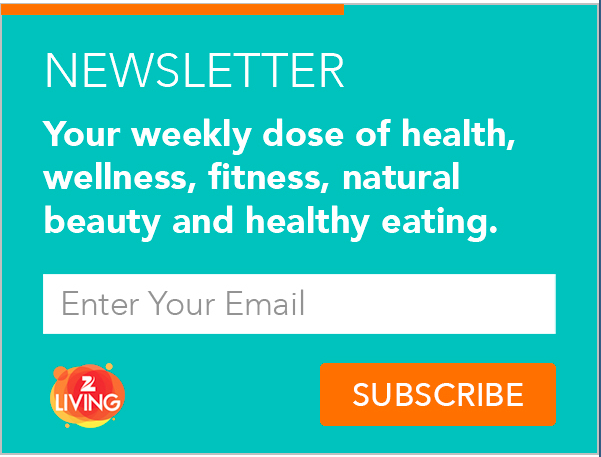 NEWSLETTER
Your weekly dose of health,
wellness, fitness, natural
beauty and healthy eating.
Enter Your Email
Z
LIVING
SUBSCRIBE